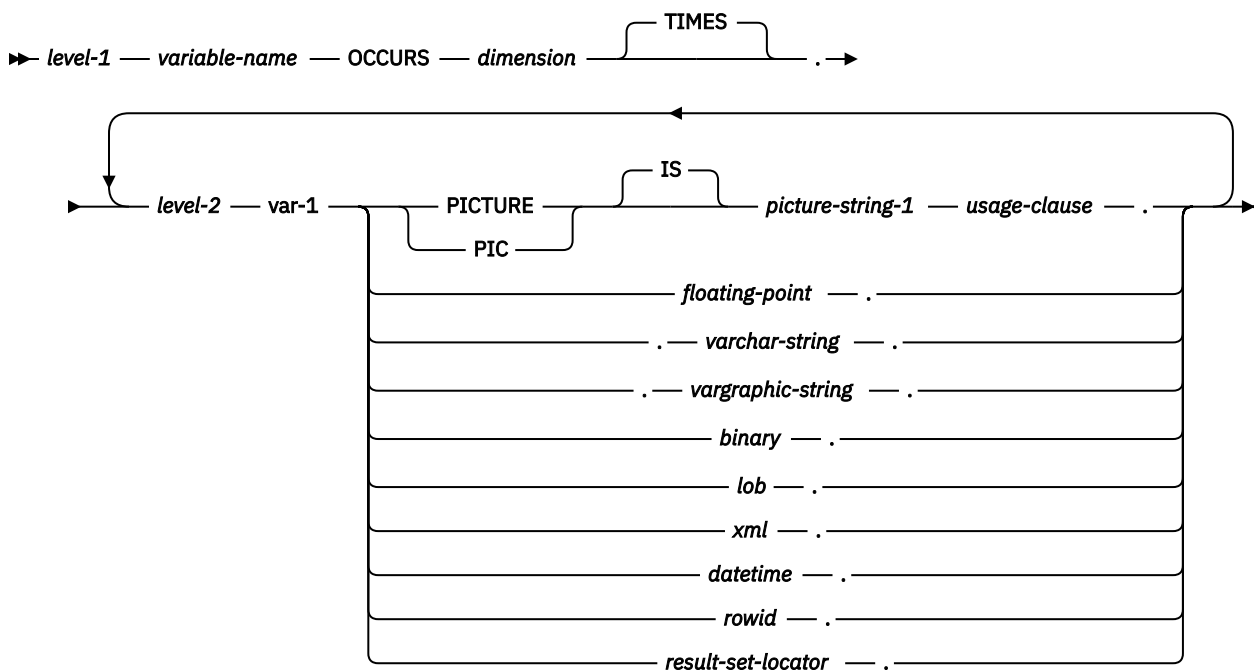 TIMES
level-1 variable-name OCCURS dimension .
IS
level-2 var-1 PICTURE picture-string-1 usage-clause .
PIC
floating-point .
. varchar-string .
. vargraphic-string .
binary .
lob .
xml .
datetime .
rowid .
result-set-locator .